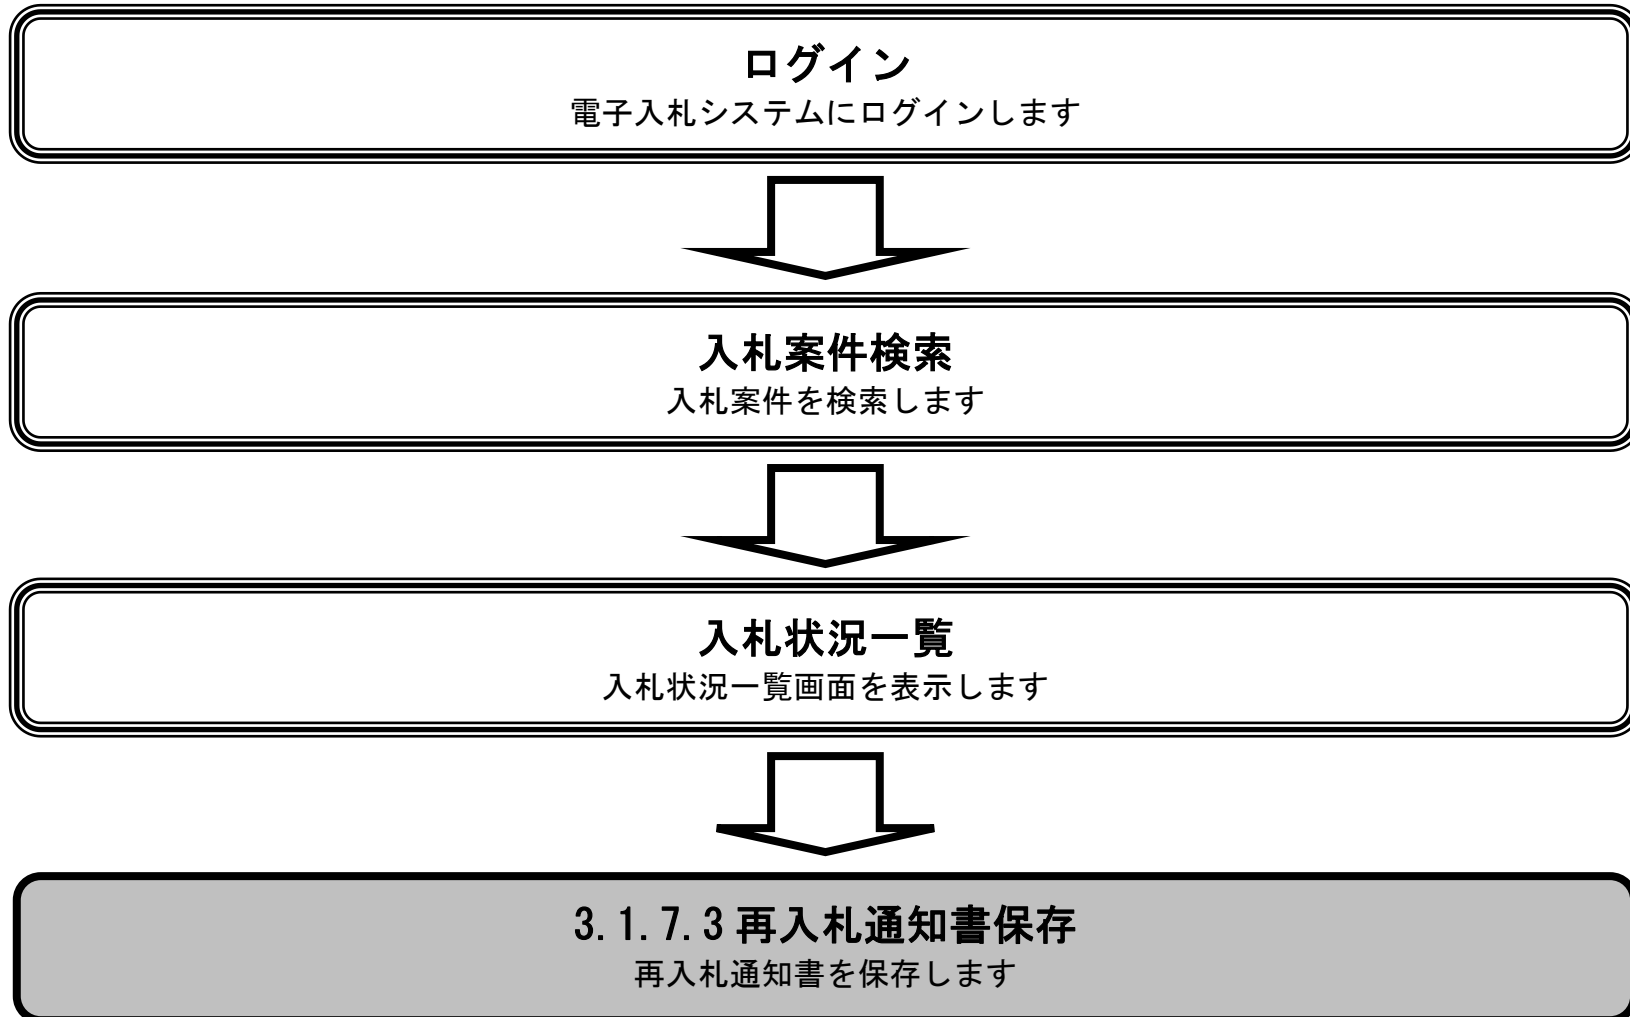 ログイン
電子入札システムにログインします
入札案件検索
入札案件を検索します
入札状況一覧
入札状況一覧画面を表示します
3.1.7.3 再入札通知書保存
再入札通知書を保存します